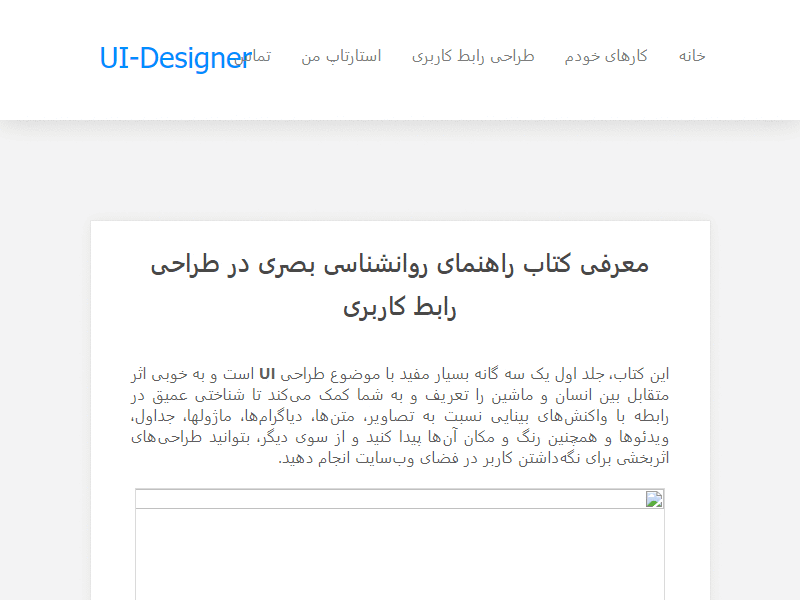 خانه
کارهای خودم
طراحی رابط کاربری
استارتاپ من
تماس
UI-Designer
معرفی کتاب راهنمای روانشناسی بصری در طراحی
رابط کاربری
این کتاب، جلد اول یک سه گانه بسیار مفید با موضوع طراحی UI است و به خوبی اثر
متقابل بین انسان و ماشین را تعریف و به شما کمک می‌کند تا شناختی عمیق در
رابطه با واکنش‌های بینایی نسبت به تصاویر، متن‌ها، دیاگرام‌ها، ماژولها، جداول،
ویدئوها و همچنین رنگ و مکان آن‌ها پیدا کنید و از سوی دیگر، بتوانید طراحی‌های
اثربخشی برای نگه‌داشتن کاربر در فضای وب‌سایت انجام دهید.